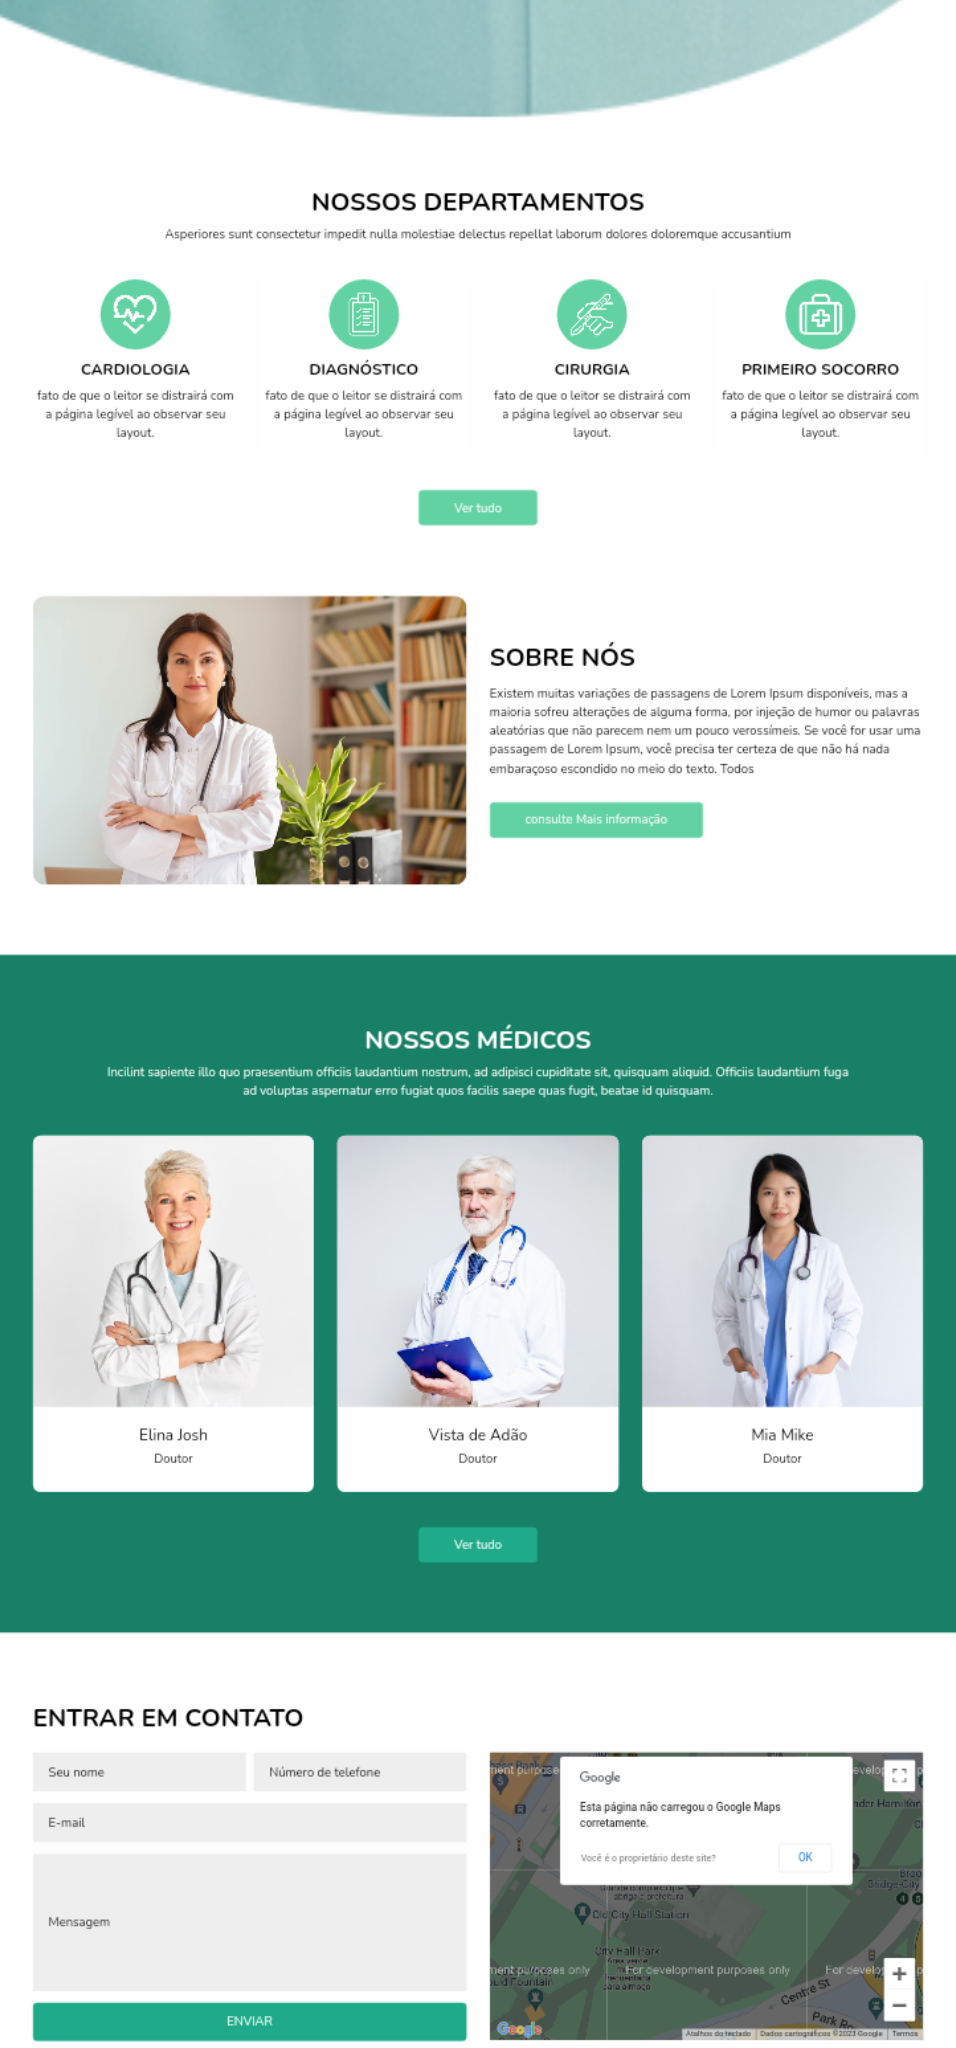 NOSSOS DEPARTAMENTOS
Asperiores sunt consectetur impedit nulla molestiae delectus repellat laborum dolores doloremque accusantium
CARDIOLOGIA
fato de que o leitor se distrairá com
a página legível ao observar seu
layout.
DIAGNÓSTICO
fato de que o leitor se distrairá com
a página legível ao observar seu
layout.
CIRURGIA
fato de que o leitor se distrairá com
a página legível ao observar seu
layout.
PRIMEIRO SOCORRO
fato de que o leitor se distrairá com
a página legível ao observar seu
layout.
Ver tudo
SOBRE NÓS
Existem muitas variações de passagens de Lorem Ipsum disponíveis, mas a
maioria sofreu alterações de alguma forma, por injeção de humor ou palavras
aleatórias que não parecem nem um pouco verossímeis. Se você for usar uma
passagem de Lorem Ipsum, você precisa ter certeza de que não há nada
embaraçoso escondido no meio do texto. Todos
consulte Mais informação
NOSSOS MÉDICOS
Incilint sapiente illo quo praesentium officiis laudantium nostrum, ad adipisci cupiditate sit, quisquam aliquid. Officiis laudantium fuga
ad voluptas aspernatur erro fugiat quos facilis saepe quas fugit, beatae id quisquam.
Elina Josh
Doutor
Vista de Adão
Doutor
Mia Mike
Doutor
Ver tudo
ENTRAR EM CONTATO
Seu nome
Número de telefone
E-mail
Mensagem
ENVIAR
Google
Esta página não carregou o Google Maps
corretamente.
Você é o proprietário deste site?
OK
Old City Hall Station
City Hall Park
For development purposes only
Centre St
Google
Atalhos do teclado
Dados cartográficos ©2023 Google
Termos